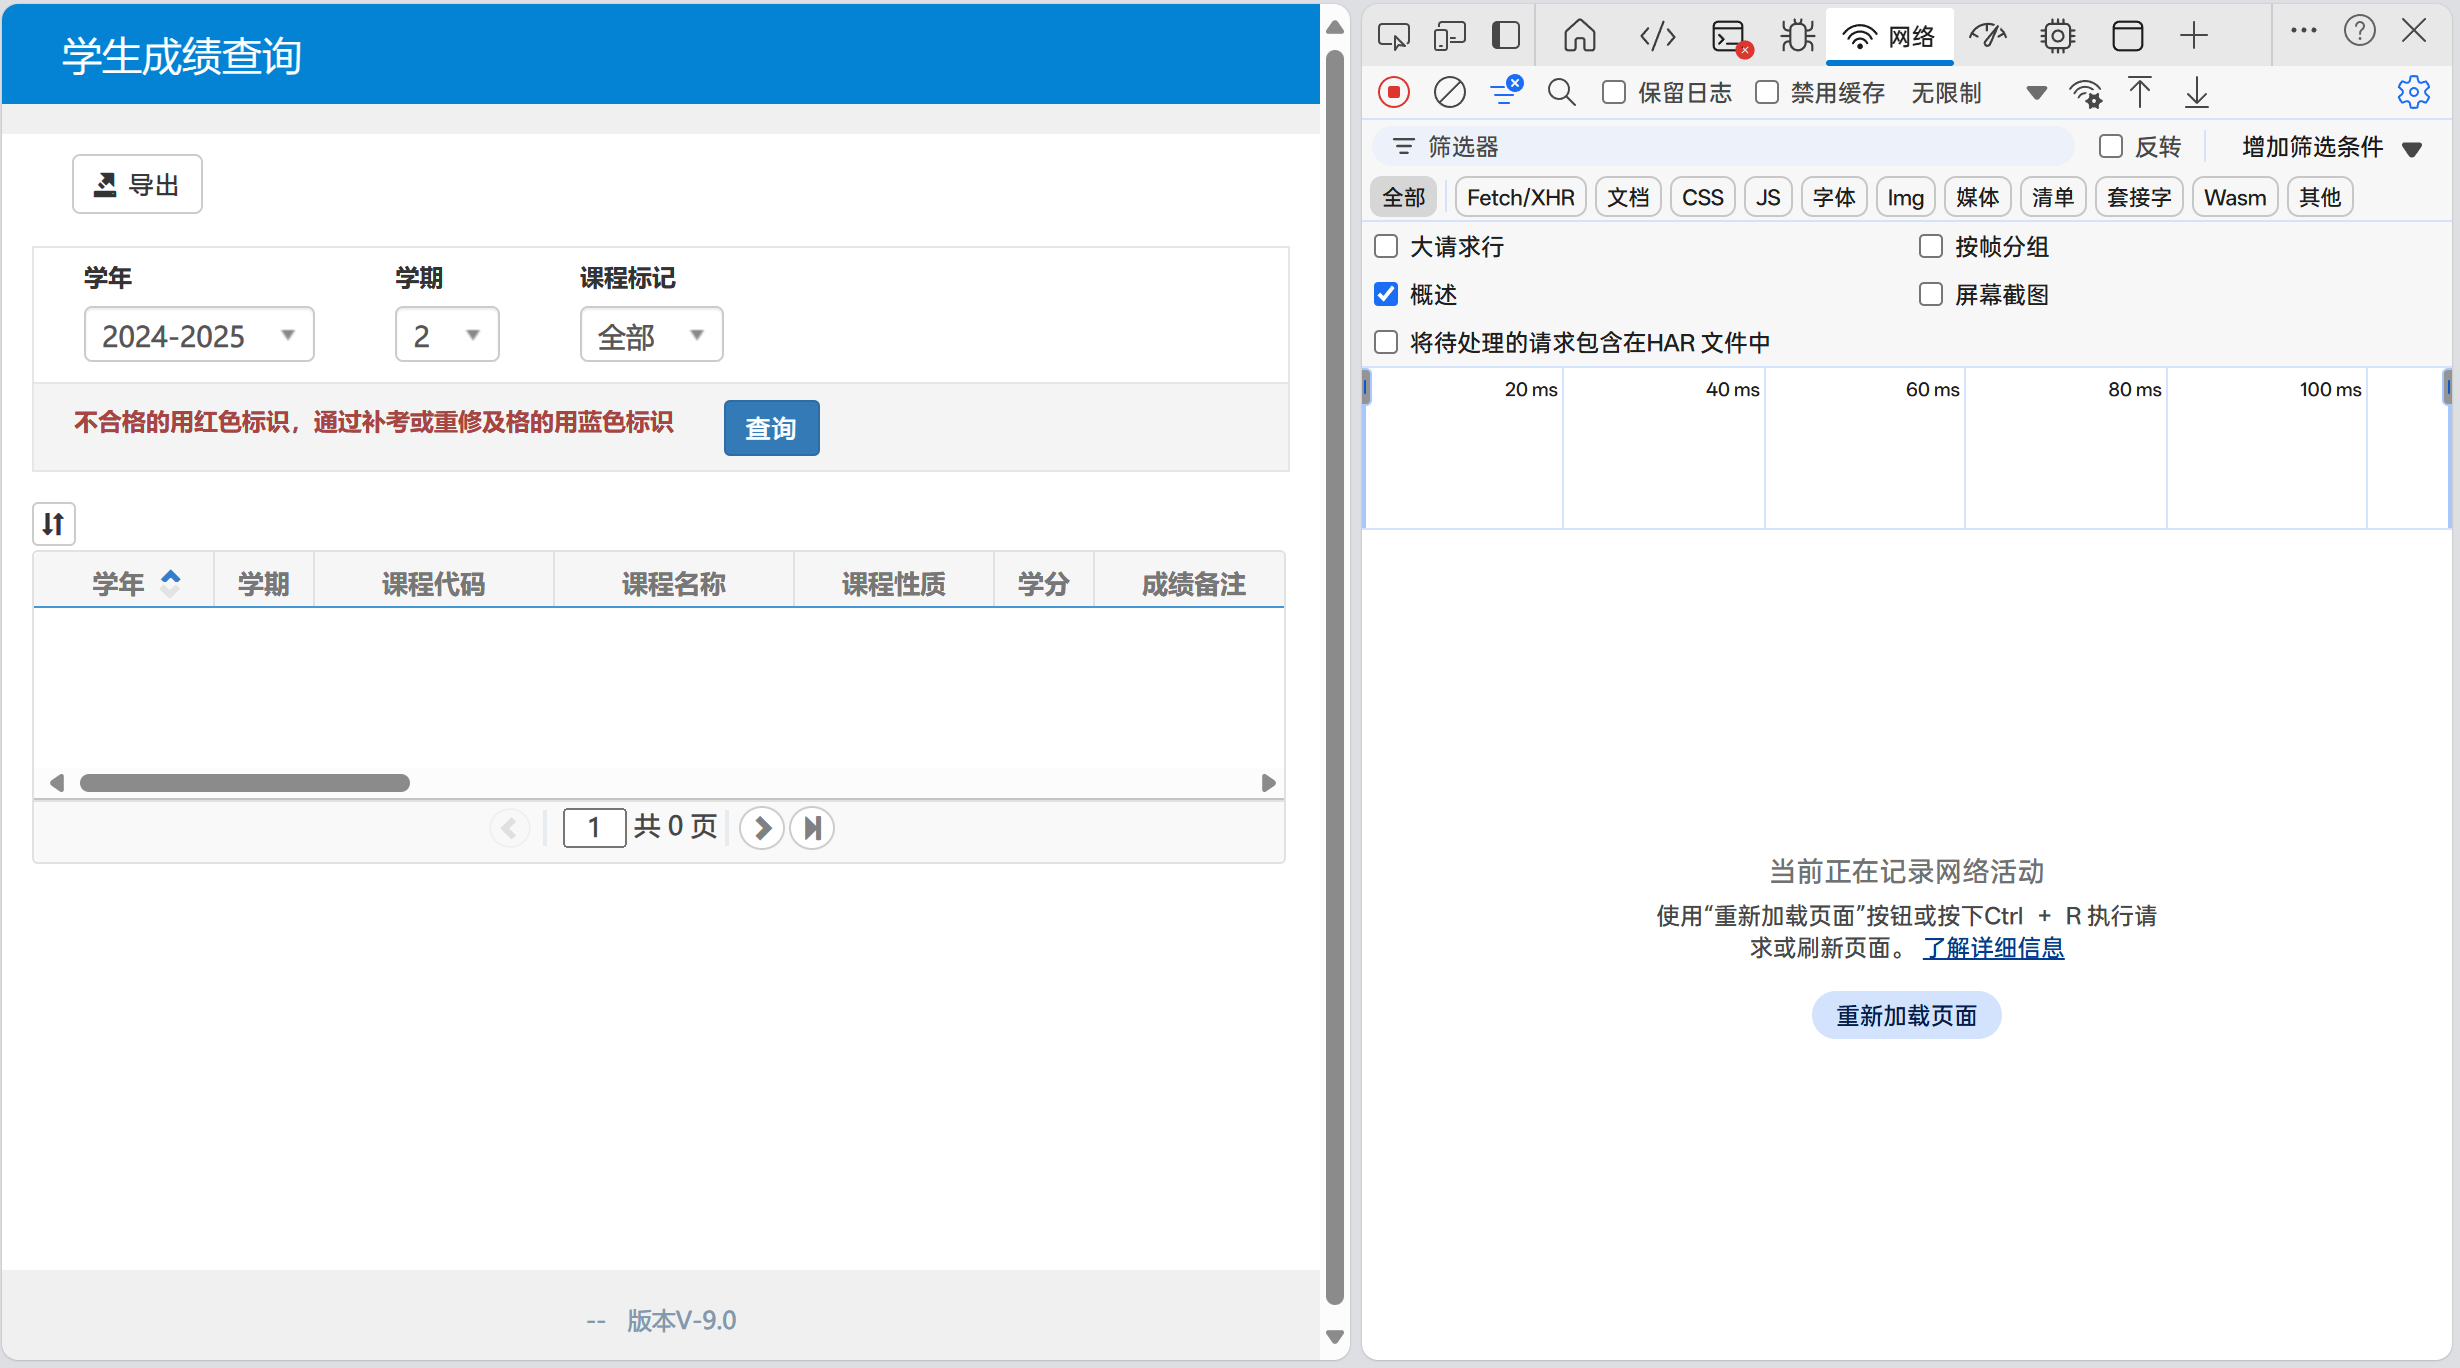 学生成绩查询
导出
学年 学期 课程标记
2024-2025 2 全部
不合格的用红色标识，通过补考或重修及格的用蓝色标识 查询
学年 学期 课程代码 课程名称 课程性质 学分 成绩备注
1 共 0 页
-- 版本V-9.0
网络
保留日志 禁用缓存 无限制
筛选器 反转 增加筛选条件
全部 Fetch/XHR 文档 CSS JS 字体 Img 媒体 清单 套接字 Wasm 其他
大请求行 按帧分组
概述 屏幕截图
将待处理的请求包含在HAR 文件中
20 ms 40 ms 60 ms 80 ms 100 ms
当前正在记录网络活动
使用“重新加载页面”按钮或按下Ctrl + R 执行请
求或刷新页面。 了解详细信息
重新加载页面